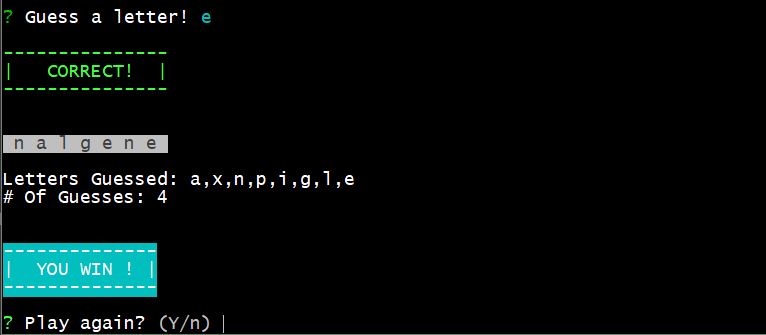 ? Guess a letter! e
---------------
|   CORRECT!  |
---------------
n a l g e n e
Letters Guessed: a,x,n,p,i,g,l,e
# Of Guesses: 4
--------------
|  YOU WIN ! |
--------------
? Play again? (Y/n)